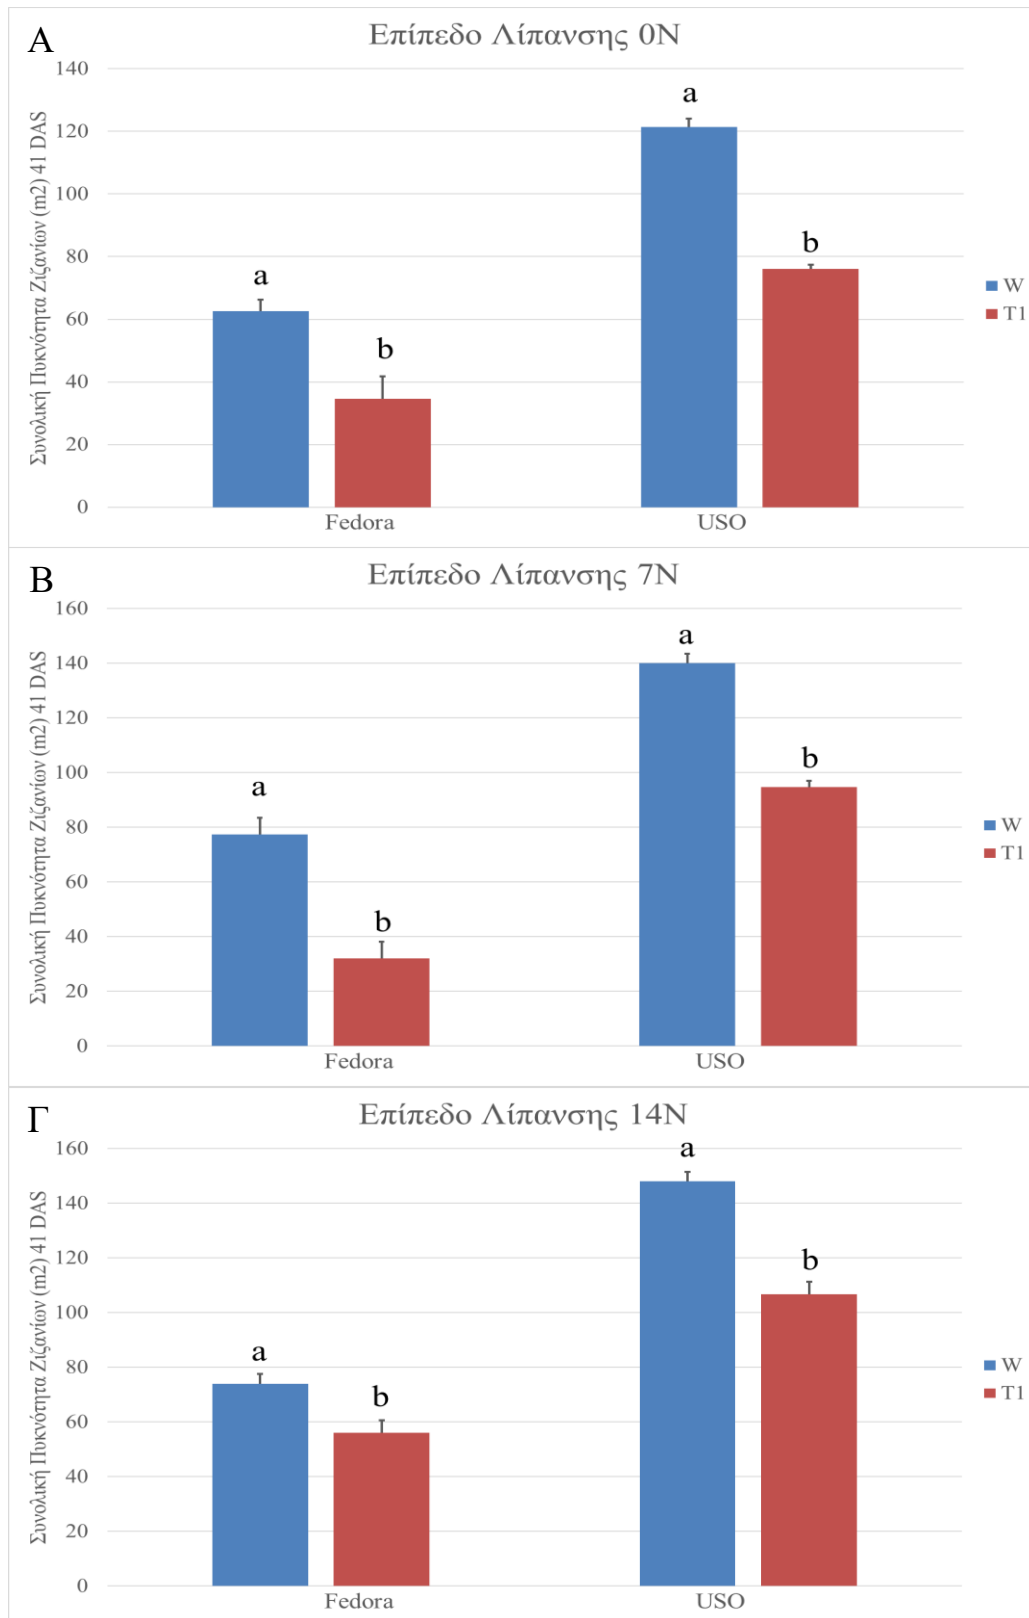 Α
Επίπεδο Λίπανσης 0N
Συνολική Πυκνότητα Ζιζανίων (m2) 41 DAS
140
120
100
80
60
40
20
0
a
b
a
b
Fedora
USO
W
T1
Β
Επίπεδο Λίπανσης 7N
Συνολική Πυκνότητα Ζιζανίων (m2) 41 DAS
160
140
120
100
80
60
40
20
0
a
b
a
b
Fedora
USO
W
T1
Γ
Επίπεδο Λίπανσης 14N
Συνολική Πυκνότητα Ζιζανίων (m2) 41 DAS
160
140
120
100
80
60
40
20
0
a
b
a
b
Fedora
USO
W
T1